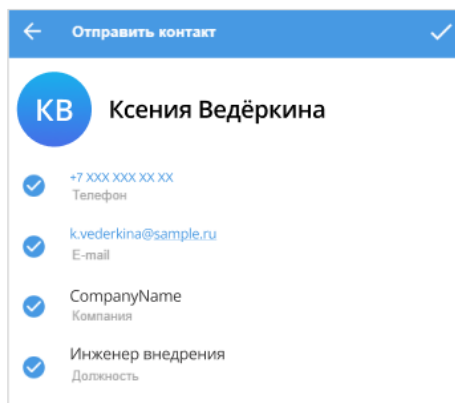 Отправить контакт
КВ
Ксения Ведёркина
+7 XXX XXX XX XX
Телефон
k.vederkina@sample.ru
E-mail
CompanyName
Компания
Инженер внедрения
Должность